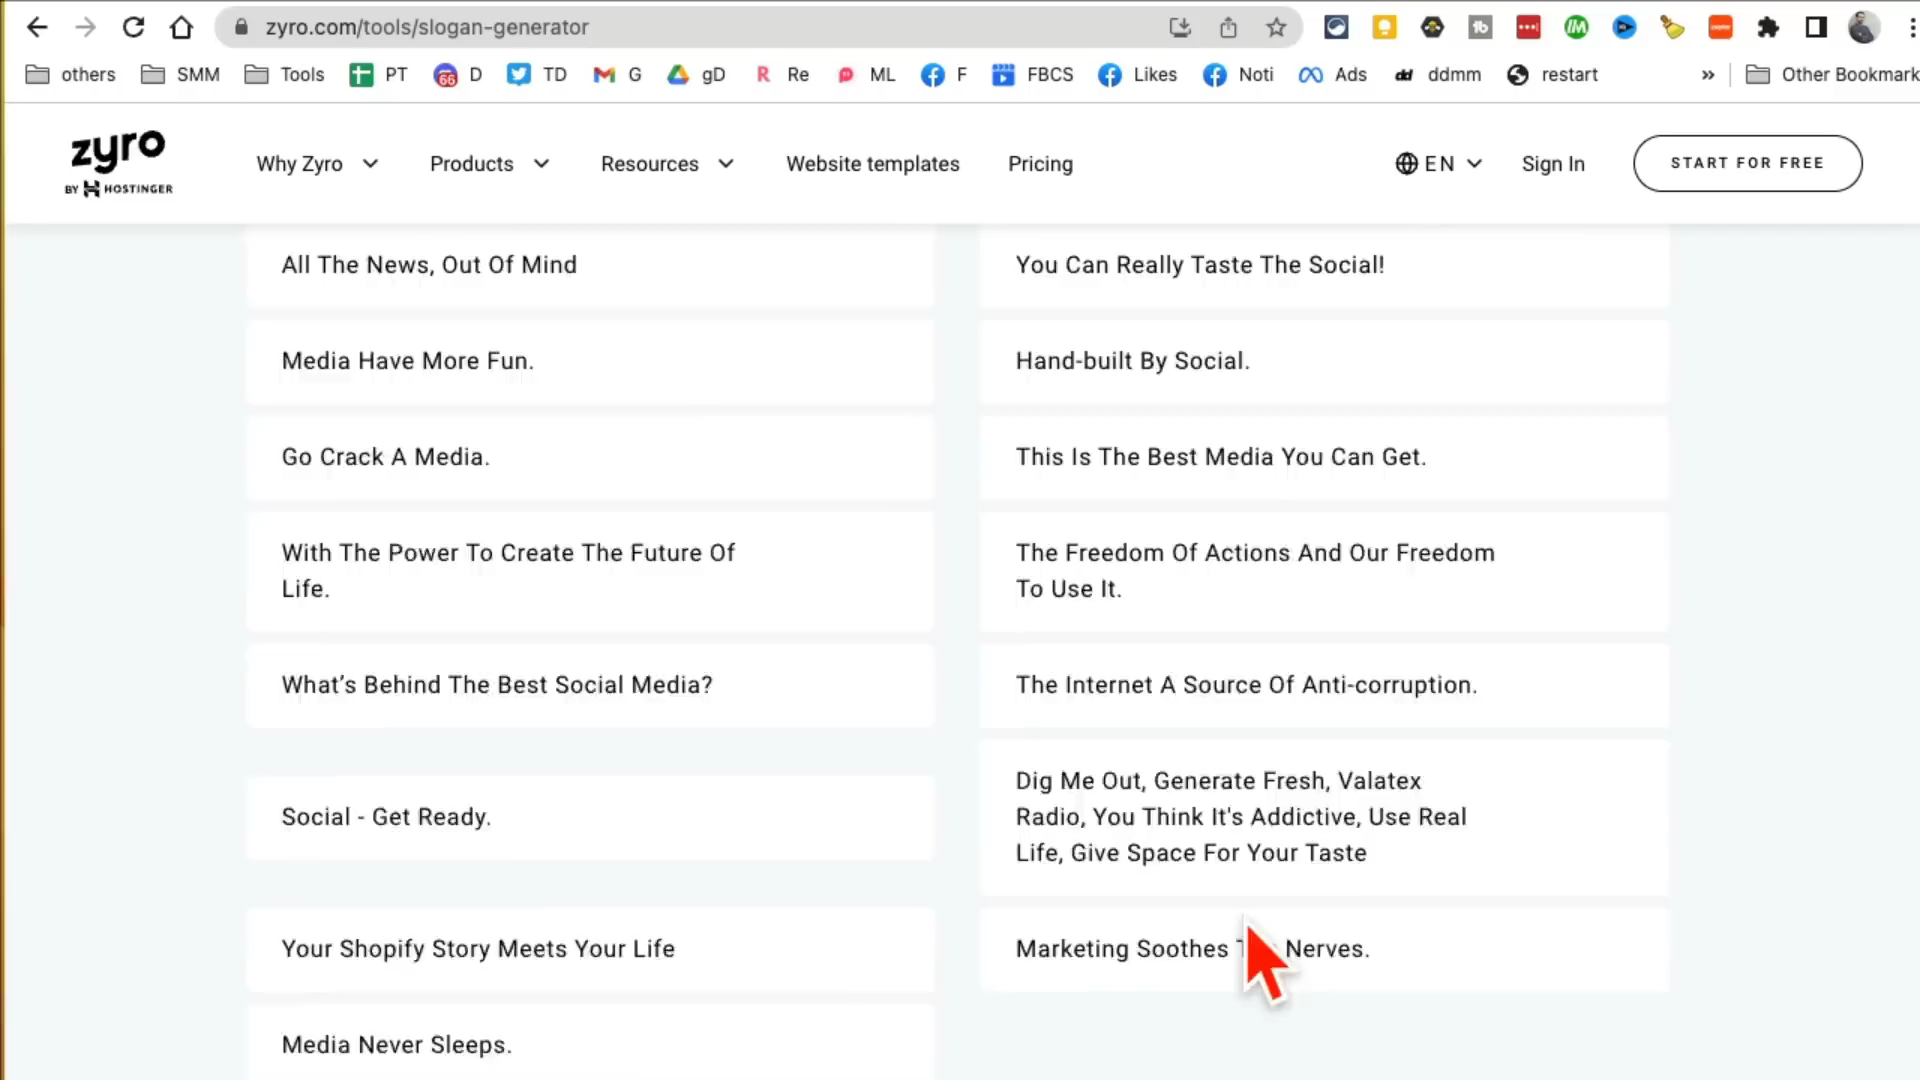 zyro.com/tools/slogan-generator
others SMM Tools PT D TD G gD Re ML F FBCS Likes Noti Ads ddmm restart » Other Bookmark
zyro
BY HOSTINGER
Why Zyro Products Resources Website templates Pricing EN Sign In START FOR FREE
All The News, Out Of Mind
You Can Really Taste The Social!
Media Have More Fun.
Hand-built By Social.
Go Crack A Media.
This Is The Best Media You Can Get.
With The Power To Create The Future Of
Life.
The Freedom Of Actions And Our Freedom
To Use It.
What’s Behind The Best Social Media?
The Internet A Source Of Anti-corruption.
Social - Get Ready.
Dig Me Out, Generate Fresh, Valatex
Radio, You Think It's Addictive, Use Real
Life, Give Space For Your Taste
Your Shopify Story Meets Your Life
Marketing Soothes Nerves.
Media Never Sleeps.